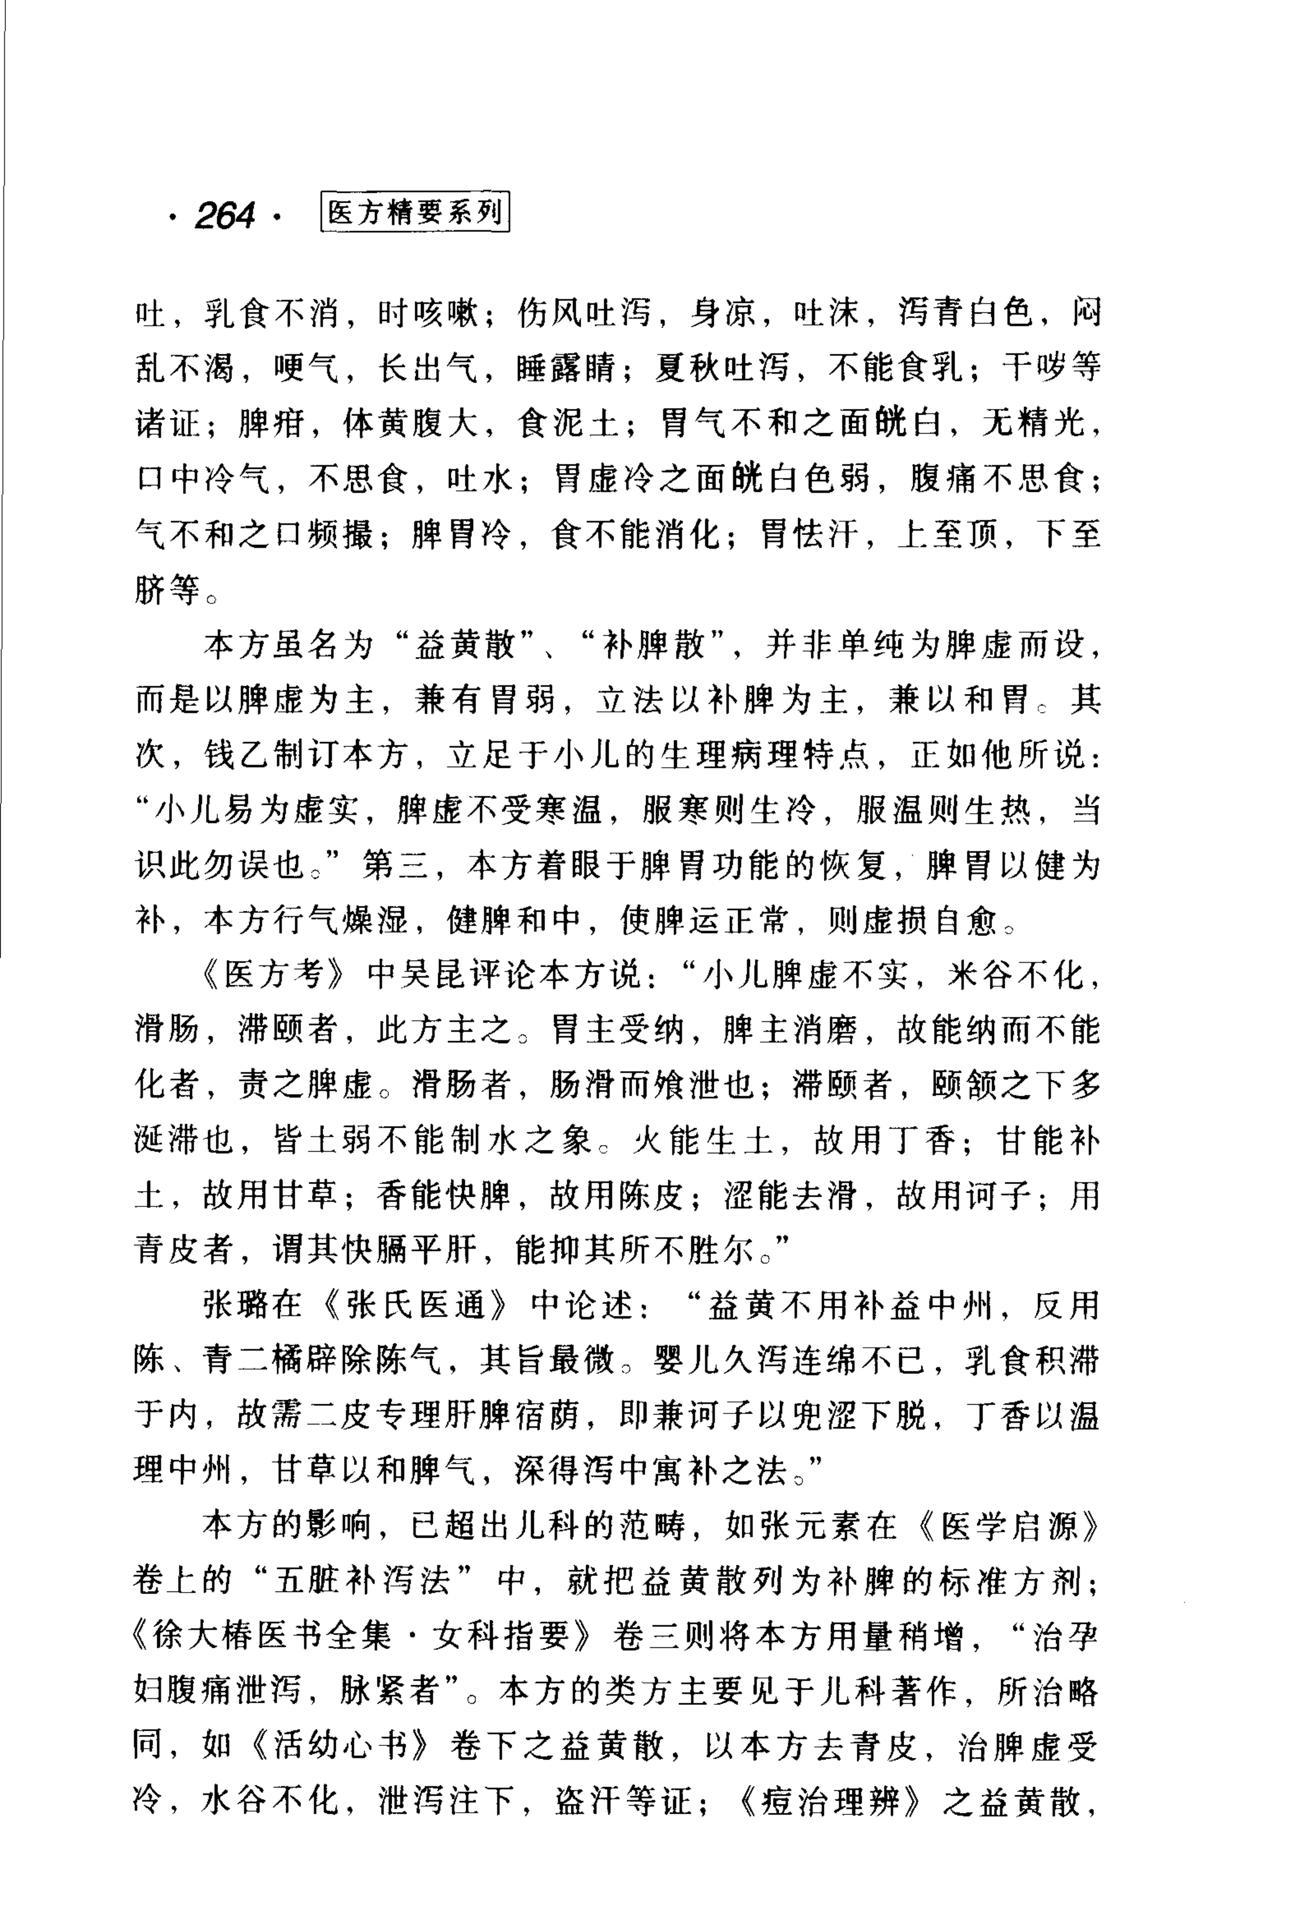 · 264 · 医方精要系列
吐，乳食不消，时咳嗽；伤风吐泻，身凉，吐沫，泻青白色，闷
乱不渴，哽气，长出气，睡露睛；夏秋吐泻，不能食乳；干哕等
诸证；脾疳，体黄腹大，食泥土；胃气不和之面㿠白，无精光，
口中冷气，不思食，吐水；胃虚冷之面㿠白色弱，腹痛不思食；
气不和之口频撮；脾胃冷，食不能消化；胃怯汗，上至顶，下至
脐等。
本方虽名为“益黄散”、“补脾散”，并非单纯为脾虚而设，
而是以脾虚为主，兼有胃弱，立法以补脾为主，兼以和胃。其
次，钱乙制订本方，立足于小儿的生理病理特点，正如他所说：
“小儿易为虚实，脾虚不受寒温，服寒则生冷，服温则生热，当
识此勿误也。”第三，本方着眼于脾胃功能的恢复，脾胃以健为
补，本方行气燥湿，健脾和中，使脾运正常，则虚损自愈。
《医方考》中吴昆评论本方说：“小儿脾虚不实，米谷不化，
滑肠，滞颐者，此方主之。胃主受纳，脾主消磨，故能纳而不能
化者，责之脾虚。滑肠者，肠滑而飧泄也；滞颐者，颐颔之下多
涎滞也，皆土弱不能制水之象。火能生土，故用丁香；甘能补
土，故用甘草；香能快脾，故用陈皮；涩能去滑，故用诃子；用
青皮者，谓其快膈平肝，能抑其所不胜尔。”
张璐在《张氏医通》中论述：“益黄不用补益中州，反用
陈、青二橘辟除陈气，其旨最微。婴儿久泻连绵不已，乳食积滞
于内，故需二皮专理肝脾宿荫，即兼诃子以兜涩下脱，丁香以温
理中州，甘草以和脾气，深得泻中寓补之法。”
本方的影响，已超出儿科的范畴，如张元素在《医学启源》
卷上的“五脏补泻法”中，就把益黄散列为补脾的标准方剂；
《徐大椿医书全集·女科指要》卷三则将本方用量稍增，“治孕
妇腹痛泄泻，脉紧者”。本方的类方主要见于儿科著作，所治略
同，如《活幼心书》卷下之益黄散，以本方去青皮，治脾虚受
冷，水谷不化，泄泻注下，盗汗等证；《痘治理辨》之益黄散，